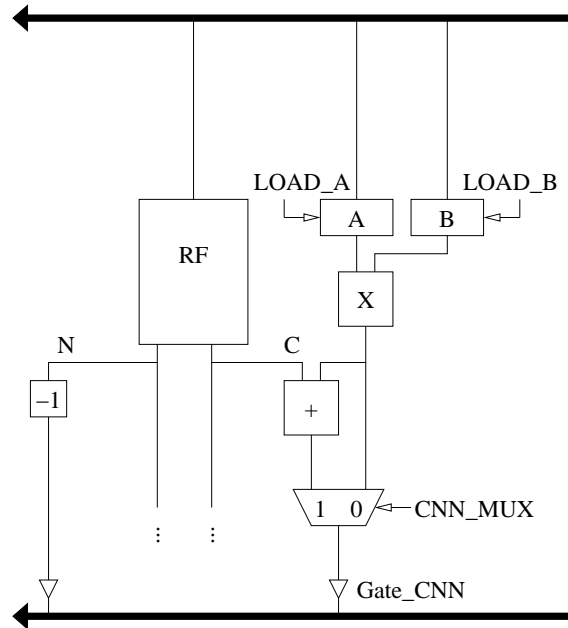 LOAD_A
LOAD_B
A
B
RF
X
N
C
–1
+
1 0
CNN_MUX
...
...
Gate_CNN